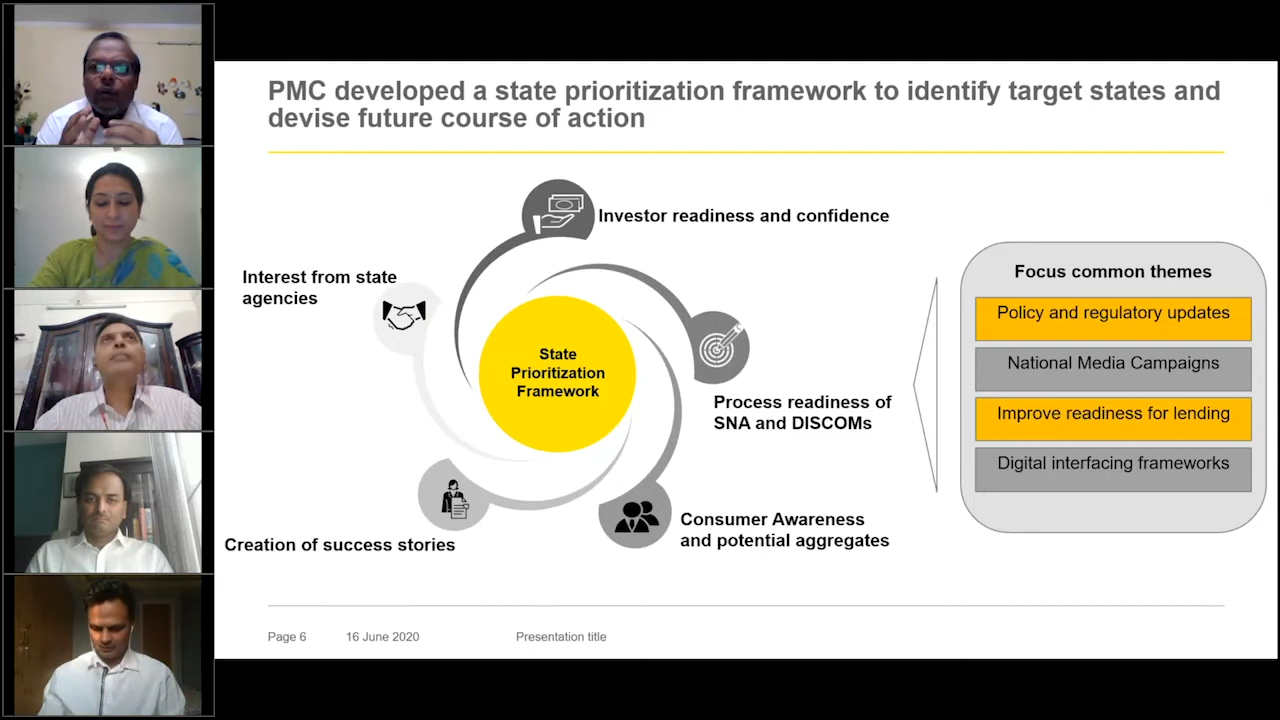 PMC developed a state prioritization framework to identify target states and
devise future course of action
Investor readiness and confidence
Interest from state
agencies
State
Prioritization
Framework
Process readiness of
SNA and DISCOMs
Consumer Awareness
and potential aggregates
Creation of success stories
Focus common themes
Policy and regulatory updates
National Media Campaigns
Improve readiness for lending
Digital interfacing frameworks
Page 6
16 June 2020
Presentation title